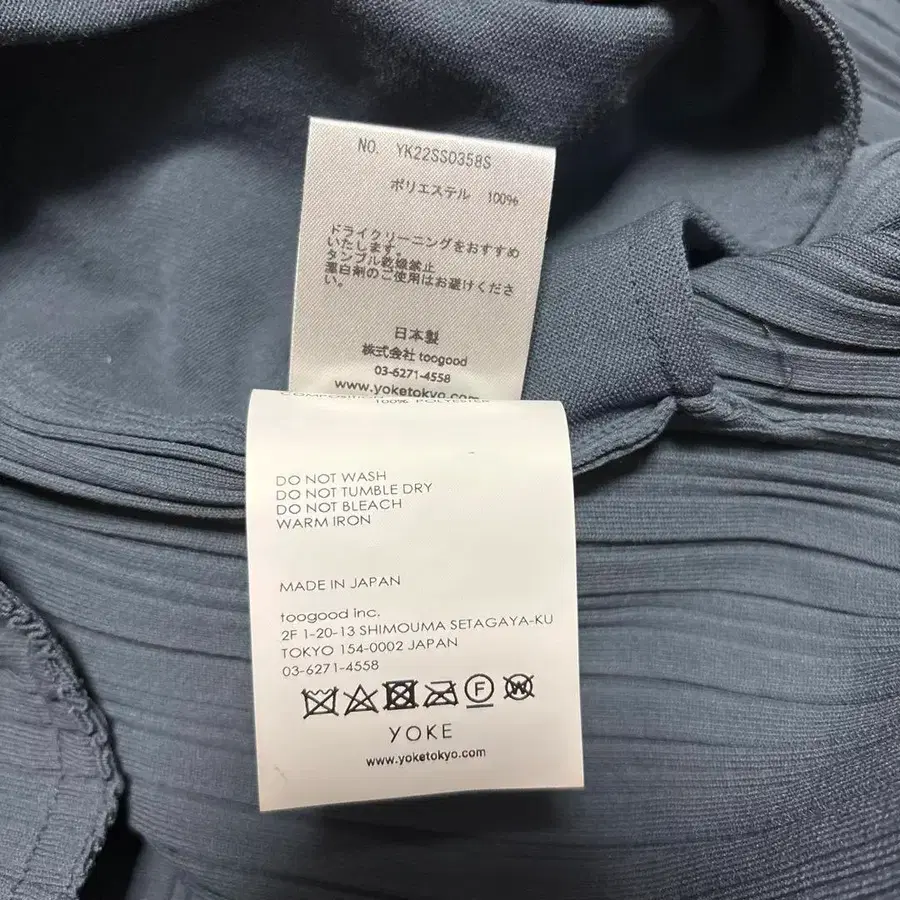 NO. YK22SS0358S
ポリエステル 100%
ドライクリーニングをおすすめ
いたします。
タンブル乾燥禁止
漂白剤のご使用はお避けくださ
い。
日本製
株式会社 toogood
03-6271-4558
www.yoketokyo.com
100% POLYESTER
DO NOT WASH
DO NOT TUMBLE DRY
DO NOT BLEACH
WARM IRON
MADE IN JAPAN
toogood inc.
2F 1-20-13 SHIMOUMA SETAGAYA-KU
TOKYO 154-0002 JAPAN
03-6271-4558
F W
YOKE
www.yoketokyo.com